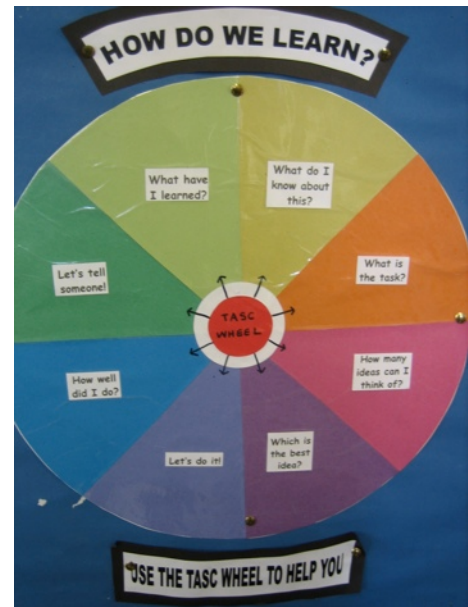 HOW DO WE LEARN?
What do I
know about
this?
What is
the task?
How many
ideas can I
think of?
Which is
the best
idea?
Let's do it!
How well
did I do?
Let's tell
someone!
What have
I learned?
TASC
WHEEL
USE THE TASC WHEEL TO HELP YOU